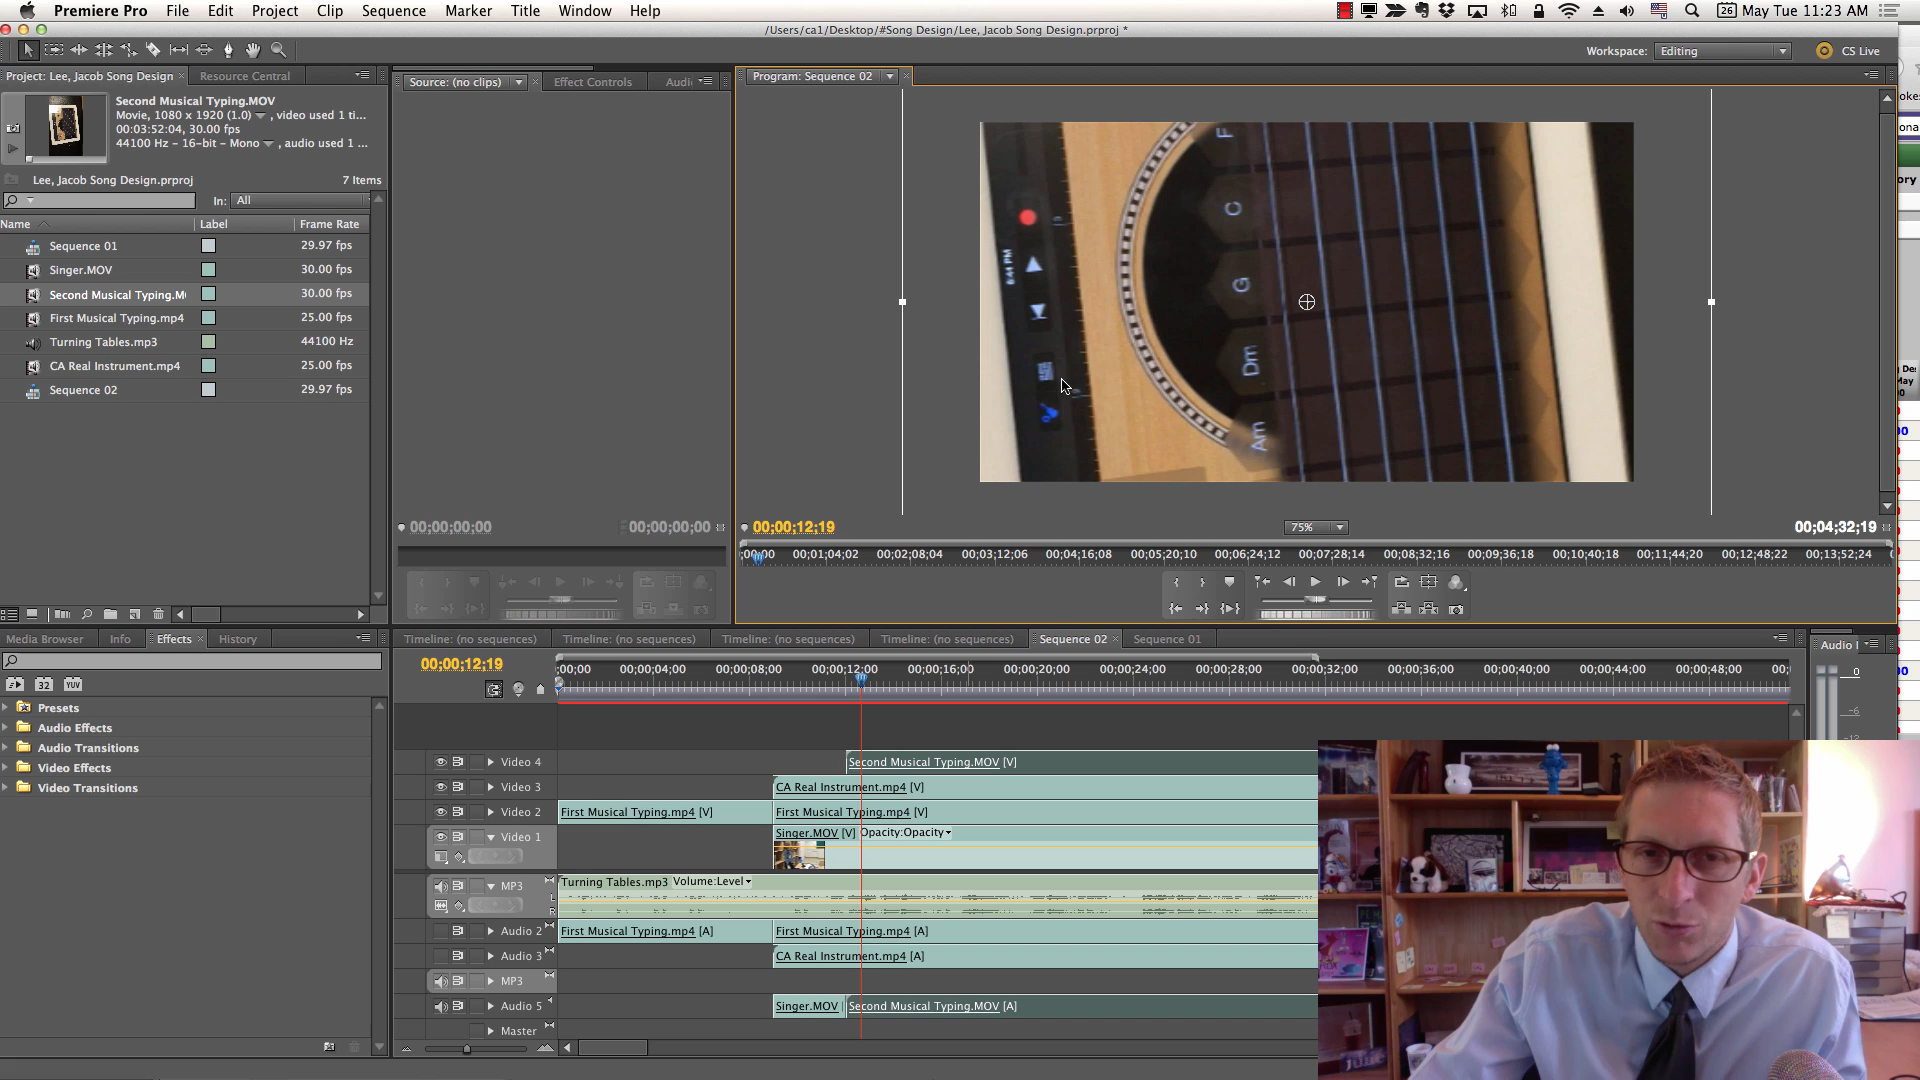 Premiere Pro File Edit Project Clip Sequence Marker Title Window Help
26 May Tue 11:23 AM
/Users/ca1/Desktop/#Song Design/Lee, Jacob Song Design.prproj *
Workspace: Editing
CS Live
Project: Lee, Jacob Song Design
Resource Central
Second Musical Typing.MOV
Movie, 1080 x 1920 (1.0) , video used 1 ti...
00:03:52:04, 30.00 fps
44100 Hz - 16-bit - Mono , audio used 1 ...
Lee, Jacob Song Design.prproj
7 Items
In: All
Name Label Frame Rate
Sequence 01 29.97 fps
Singer.MOV 30.00 fps
Second Musical Typing.M 30.00 fps
First Musical Typing.mp4 25.00 fps
Turning Tables.mp3 44100 Hz
CA Real Instrument.mp4 25.00 fps
Sequence 02 29.97 fps
Source: (no clips) Effect Controls Audi
00;00;00;00 00;00;00;00
Program: Sequence 02
6:41 PM
F
C
G
Dm
Am
00;00;12;19
75%
00;04;32;19
;00;00 00;01;04;02 00;02;08;04 00;03;12;06 00;04;16;08 00;05;20;10 00;06;24;12 00;07;28;14 00;08;32;16 00;09;36;18 00;10;40;18 00;11;44;20 00;12;48;22 00;13;52;24
Media Browser Info Effects History
32 YUV
Presets
Audio Effects
Audio Transitions
Video Effects
Video Transitions
Timeline: (no sequences) Timeline: (no sequences) Timeline: (no sequences) Timeline: (no sequences) Sequence 02 Sequence 01
00;00;12;19
;00;00 00;00;04;00 00;00;08;00 00;00;12;00 00;00;16;00 00;00;20;00 00;00;24;00 00;00;28;00 00;00;32;00 00;00;36;00 00;00;40;00 00;00;44;00 00;00;48;00 00;
Video 4 Second Musical Typing.MOV [V]
Video 3 CA Real Instrument.mp4 [V]
Video 2 First Musical Typing.mp4 [V] First Musical Typing.mp4 [V]
Video 1 Singer.MOV [V] Opacity:Opacity
MP3 Turning Tables.mp3 Volume:Level
L
R
Audio 2 First Musical Typing.mp4 [A] First Musical Typing.mp4 [A]
Audio 3 CA Real Instrument.mp4 [A]
MP3
Audio 5 Singer.MOV Second Musical Typing.MOV [A]
Master
Audio
0
-6
-12
okes
ona
ory
De
May
00
00